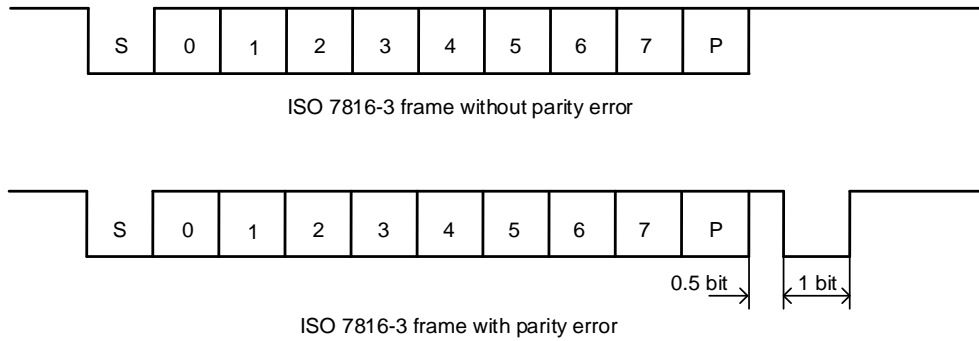 S 0 1 2 3 4 5 6 7 P
ISO 7816-3 frame without parity error
S 0 1 2 3 4 5 6 7 P
0.5 bit 1 bit
ISO 7816-3 frame with parity error